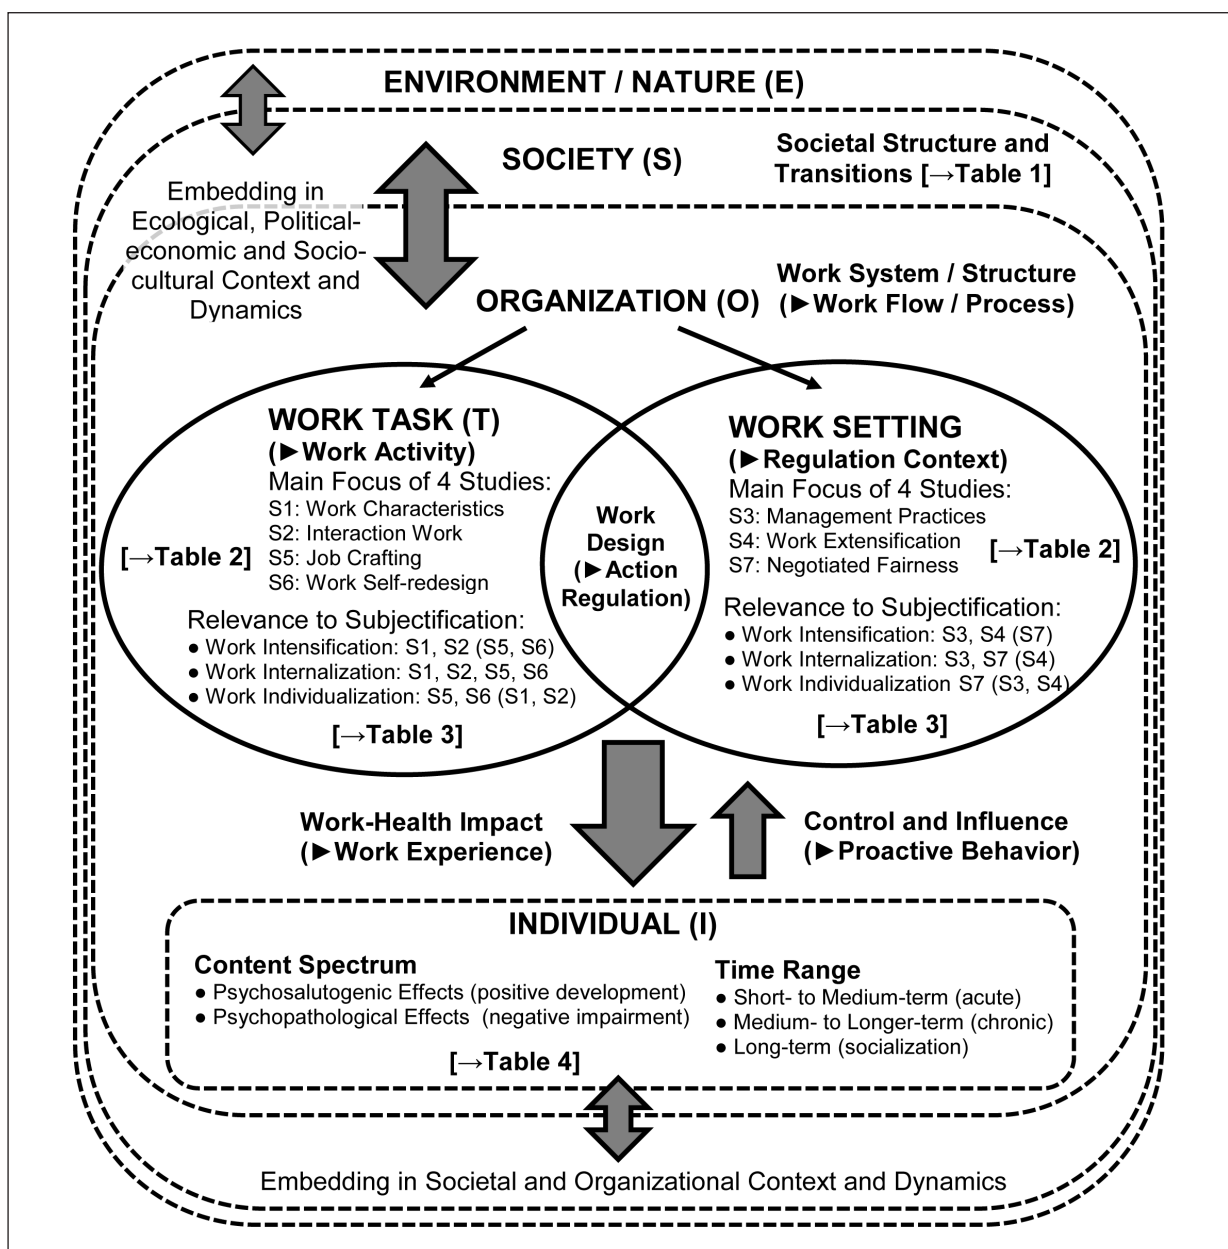 ENVIRONMENT / NATURE (E)
SOCIETY (S)
Societal Structure and
Transitions [→Table 1]
Embedding in
Ecological, Political-
economic and Socio-
cultural Context and
Dynamics
ORGANIZATION (O)
Work System / Structure
(►Work Flow / Process)
WORK TASK (T)
(►Work Activity)
Main Focus of 4 Studies:
S1: Work Characteristics
S2: Interaction Work
S5: Job Crafting
S6: Work Self-redesign
[→Table 2]
Relevance to Subjectification:
● Work Intensification: S1, S2 (S5, S6)
● Work Internalization: S1, S2, S5, S6
● Work Individualization: S5, S6 (S1, S2)
[→Table 3]
Work
Design
(►Action
Regulation)
WORK SETTING
(►Regulation Context)
Main Focus of 4 Studies:
S3: Management Practices
S4: Work Extensification
S7: Negotiated Fairness
[→Table 2]
Relevance to Subjectification:
● Work Intensification: S3, S4 (S7)
● Work Internalization: S3, S7 (S4)
● Work Individualization S7 (S3, S4)
[→Table 3]
Work-Health Impact
(►Work Experience)
Control and Influence
(►Proactive Behavior)
INDIVIDUAL (I)
Content Spectrum
● Psychosalutogenic Effects (positive development)
● Psychopathological Effects (negative impairment)
[→Table 4]
Time Range
● Short- to Medium-term (acute)
● Medium- to Longer-term (chronic)
● Long-term (socialization)
Embedding in Societal and Organizational Context and Dynamics